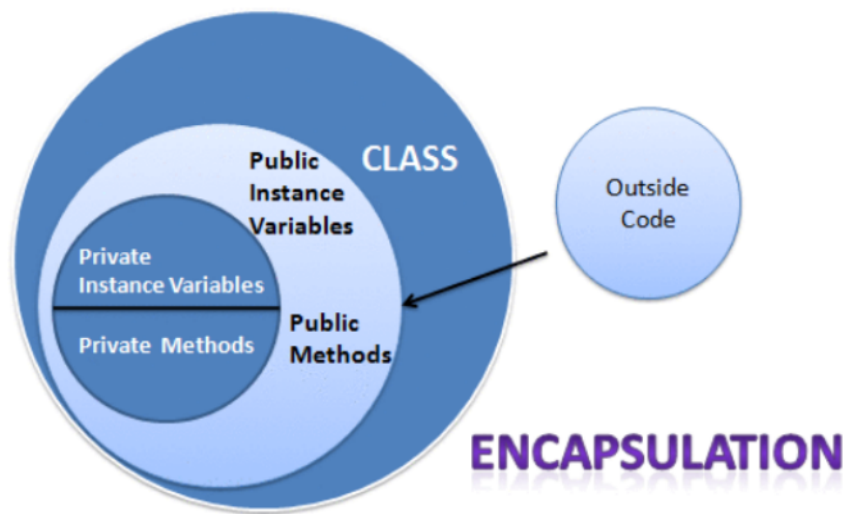 CLASS
Public
Instance
Variables
Private
Instance Variables
Private Methods
Public
Methods
Outside
Code
ENCAPSULATION